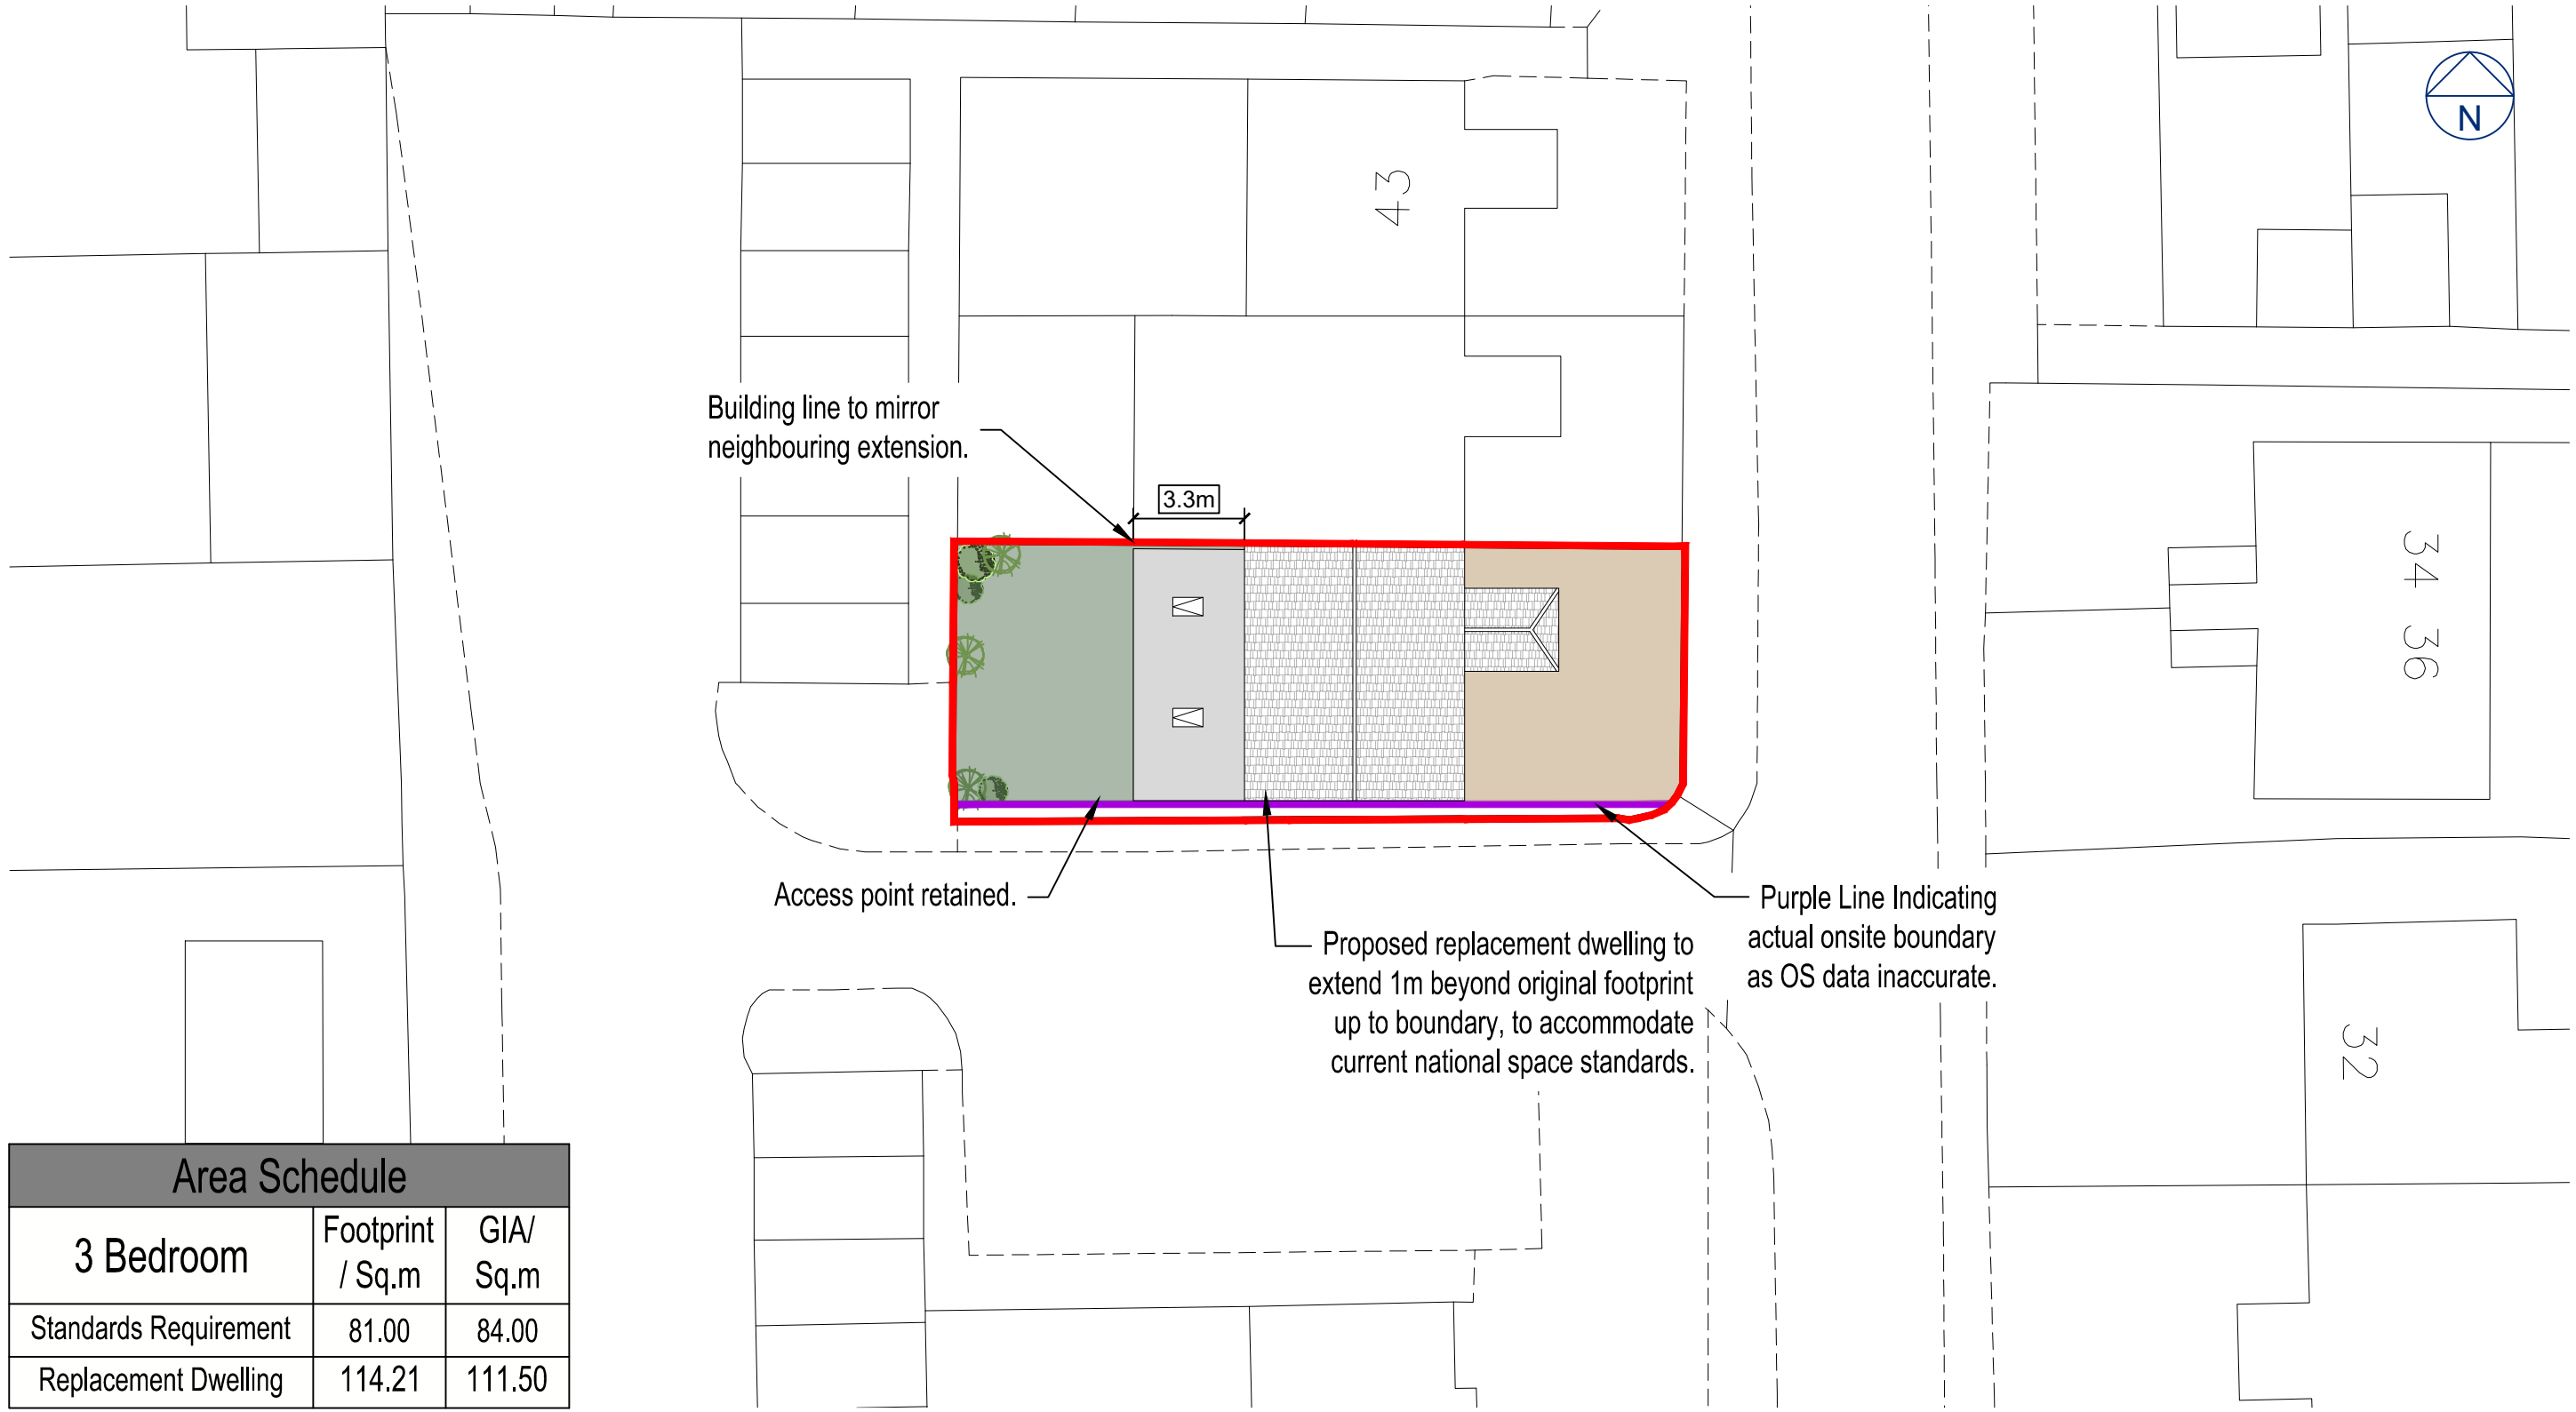 N
43
Building line to mirror
neighbouring extension.
3.3m
34
36
Access point retained.
Purple Line Indicating
actual onsite boundary
as OS data inaccurate.
Proposed replacement dwelling to
extend 1m beyond original footprint
up to boundary, to accommodate
current national space standards.
32
Area Schedule
3 Bedroom
Footprint
/ Sq.m
GIA/
Sq.m
Standards Requirement 81.00 84.00
Replacement Dwelling 114.21 111.50